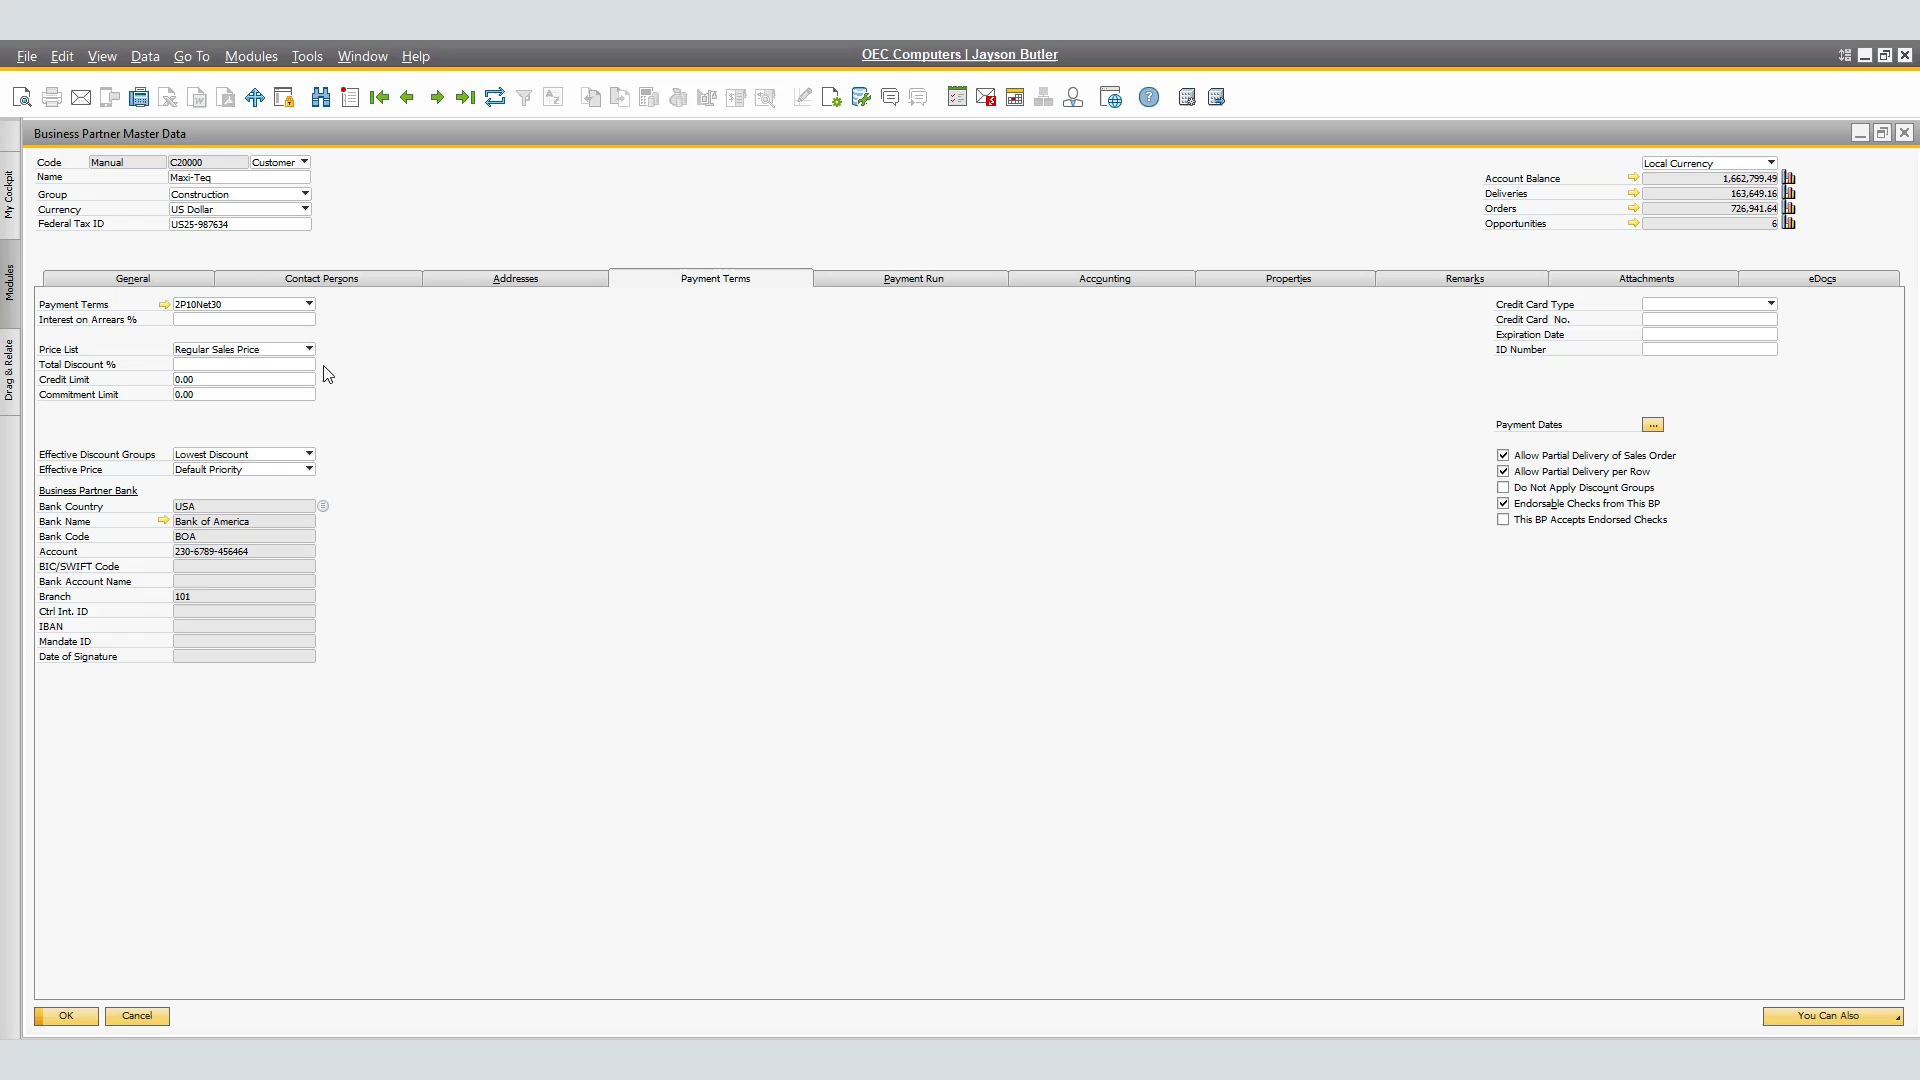 File Edit View Data Go To Modules Tools Window Help
OEC Computers | Jayson Butler
Business Partner Master Data
My Cockpit
Modules
Drag & Relate
Code Manual C20000 Customer
Name Maxi-Teq
Group Construction
Currency US Dollar
Federal Tax ID US25-987634
Local Currency
Account Balance 1,662,799.49
Deliveries 163,649.16
Orders 726,941.64
Opportunities 6
General Contact Persons Addresses Payment Terms Payment Run Accounting Properties Remarks Attachments eDocs
Payment Terms 2P10Net30
Interest on Arrears %
Price List Regular Sales Price
Total Discount %
Credit Limit 0.00
Commitment Limit 0.00
Effective Discount Groups Lowest Discount
Effective Price Default Priority
Business Partner Bank
Bank Country USA
Bank Name Bank of America
Bank Code BOA
Account 230-6789-456464
BIC/SWIFT Code
Bank Account Name
Branch 101
Ctrl Int. ID
IBAN
Mandate ID
Date of Signature
Credit Card Type
Credit Card No.
Expiration Date
ID Number
Payment Dates ...
Allow Partial Delivery of Sales Order
Allow Partial Delivery per Row
Do Not Apply Discount Groups
Endorsable Checks from This BP
This BP Accepts Endorsed Checks
OK Cancel
You Can Also